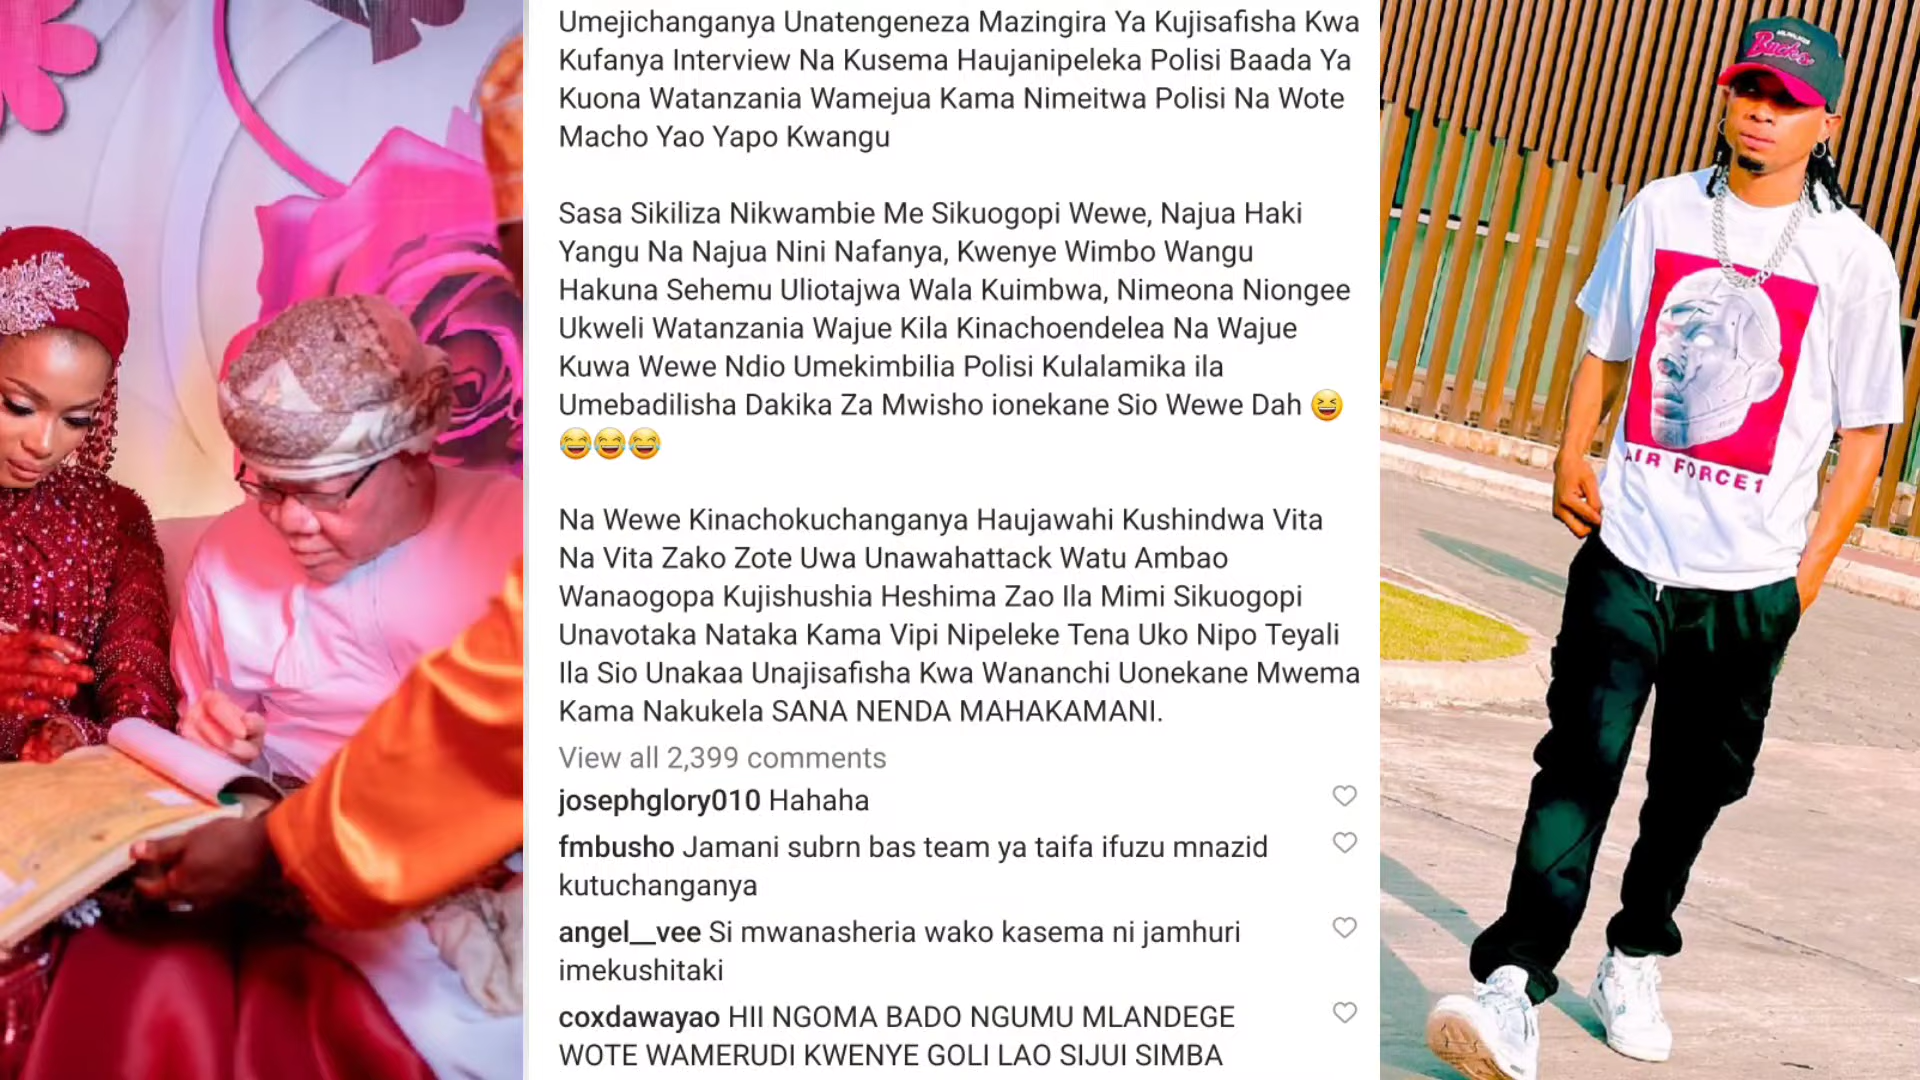 Umejichanganya Unatengeneza Mazingira Ya Kujisafisha Kwa
Kufanya Interview Na Kusema Haujanipeleka Polisi Baada Ya
Kuona Watanzania Wamejua Kama Nimeitwa Polisi Na Wote
Macho Yao Yapo Kwangu
Sasa Sikiliza Nikwambie Me Sikuogopi Wewe, Najua Haki
Yangu Na Najua Nini Nafanya, Kwenye Wimbo Wangu
Hakuna Sehemu Uliotajwa Wala Kuimbwa, Nimeona Niongee
Ukweli Watanzania Wajue Kila Kinachoendelea Na Wajue
Kuwa Wewe Ndio Umekimbilia Polisi Kulalamika ila
Umebadilisha Dakika Za Mwisho ionekane Sio Wewe Dah 😆
😂😂😂
Na Wewe Kinachokuchanganya Haujawahi Kushindwa Vita
Na Vita Zako Zote Uwa Unawahattack Watu Ambao
Wanaogopa Kujishushia Heshima Zao Ila Mimi Sikuogopi
Unavotaka Nataka Kama Vipi Nipeleke Tena Uko Nipo Teyali
Ila Sio Unakaa Unajisafisha Kwa Wananchi Uonekane Mwema
Kama Nakukela SANA NENDA MAHAKAMANI.
View all 2,399 comments
josephglory010 Hahaha
fmbusho Jamani subrn bas team ya taifa ifuzu mnazid
kutuchanganya
angel__vee Si mwanasheria wako kasema ni jamhuri
imekushitaki
coxdawayao HII NGOMA BADO NGUMU MLANDEGE
WOTE WAMERUDI KWENYE GOLI LAO SIJUI SIMBA
Bucks
AIR FORCE 1